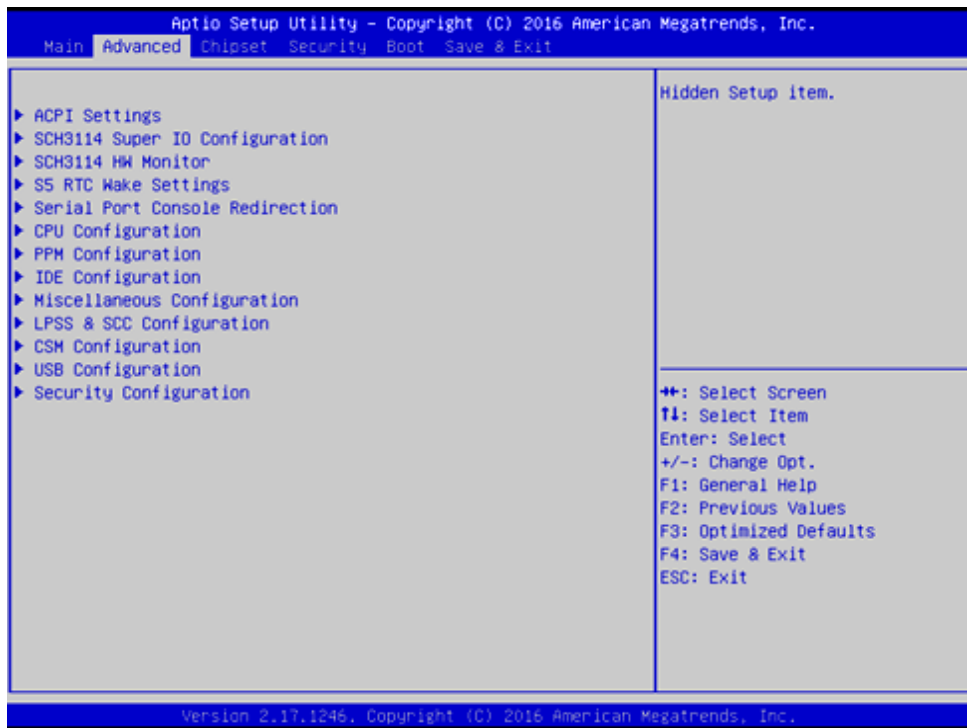 Aptio Setup Utility – Copyright (C) 2016 American Megatrends, Inc.
Main Advanced Chipset Security Boot Save & Exit
Hidden Setup item.
▶ ACPI Settings
▶ SCH3114 Super IO Configuration
▶ SCH3114 HW Monitor
▶ S5 RTC Wake Settings
▶ Serial Port Console Redirection
▶ CPU Configuration
▶ PPM Configuration
▶ IDE Configuration
▶ Miscellaneous Configuration
▶ LPSS & SCC Configuration
▶ CSM Configuration
▶ USB Configuration
▶ Security Configuration
→←: Select Screen
↑↓: Select Item
Enter: Select
+/-: Change Opt.
F1: General Help
F2: Previous Values
F3: Optimized Defaults
F4: Save & Exit
ESC: Exit
Version 2.17.1246. Copyright (C) 2016 American Megatrends, Inc.